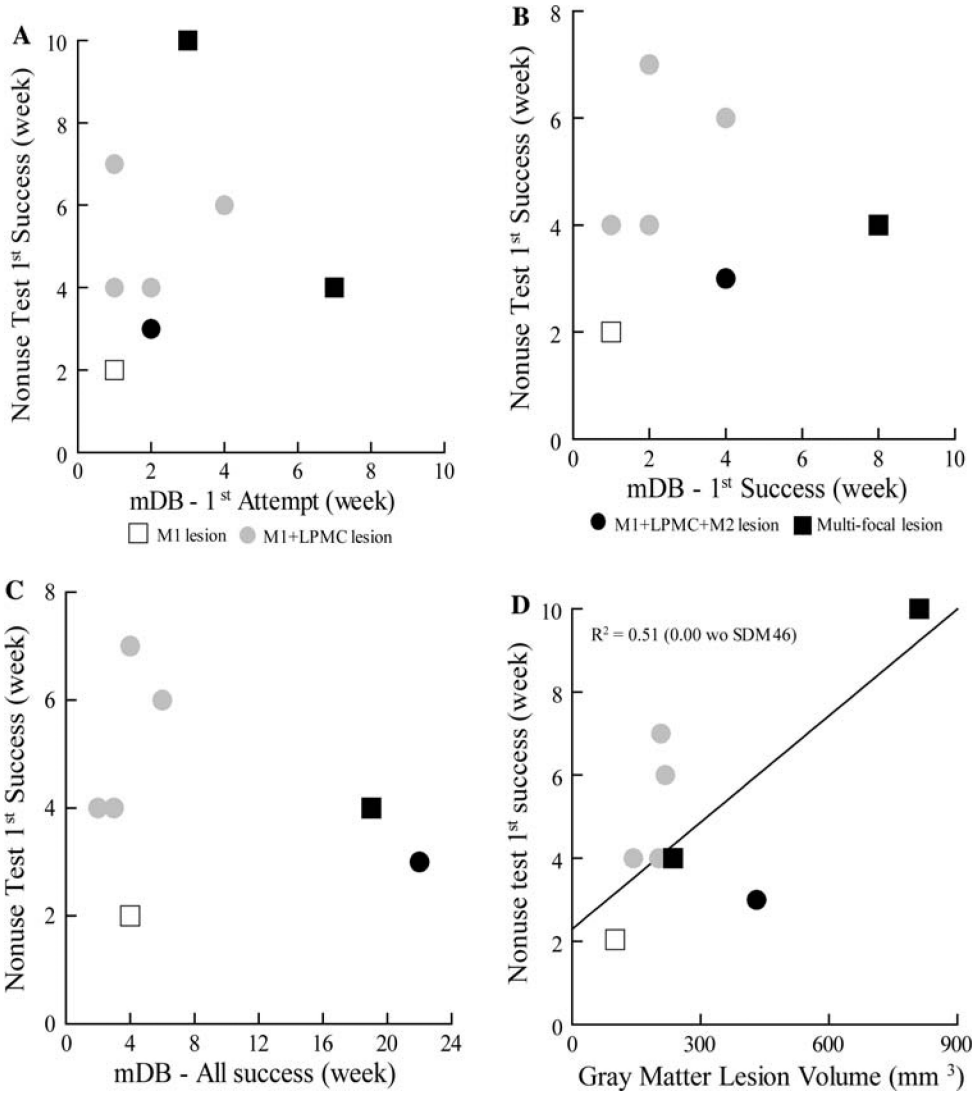 A
Nonuse Test 1st Success (week)
10
8
6
4
2
0
0 2 4 6 8 10
mDB - 1st Attempt (week)
B
Nonuse Test 1st Success (week)
8
6
4
2
0
0 2 4 6 8 10
mDB - 1st Success (week)
M1 lesion M1+LPMC lesion M1+LPMC+M2 lesion Multi-focal lesion
C
Nonuse Test 1st Success (week)
8
6
4
2
0
0 4 8 12 16 20 24
mDB - All success (week)
D
Nonuse test 1st success (week)
R2 = 0.51 (0.00 wo SDM46)
10
8
6
4
2
0
0 300 600 900
Gray Matter Lesion Volume (mm 3)